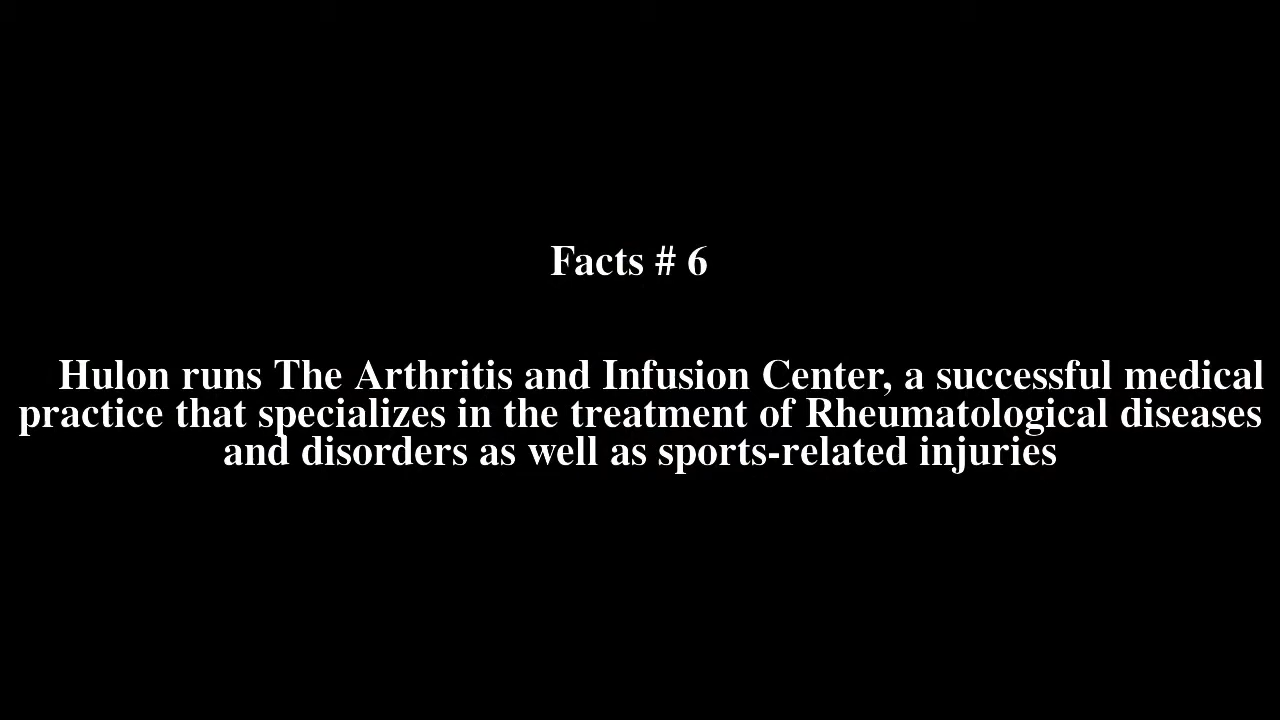 Facts # 6
Hulon runs The Arthritis and Infusion Center, a successful medical
practice that specializes in the treatment of Rheumatological diseases
and disorders as well as sports-related injuries